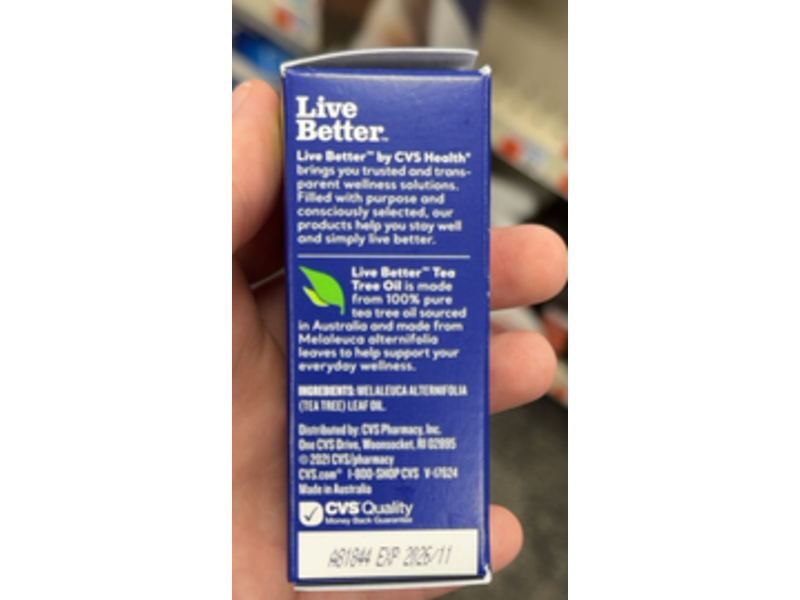 Live
Better™
Live Better™ by CVS Health®
brings you trusted and trans-
parent wellness solutions.
Filled with purpose and
consciously selected, our
products help you stay well
and simply live better.
Live Better™ Tea
Tree Oil is made
from 100% pure
tea tree oil sourced
in Australia and made from
Melaleuca alternifolia
leaves to help support your
everyday wellness.
INGREDIENTS: MELALEUCA ALTERNIFOLIA
(TEA TREE) LEAF OIL.
Distributed by: CVS Pharmacy, Inc.
One CVS Drive, Woonsocket, RI 02895
© 2021 CVS/pharmacy
CVS.com® 1-800-SHOP CVS V-17624
Made in Australia
CVS Quality
Money Back Guarantee
A81844 EXP 2026/11